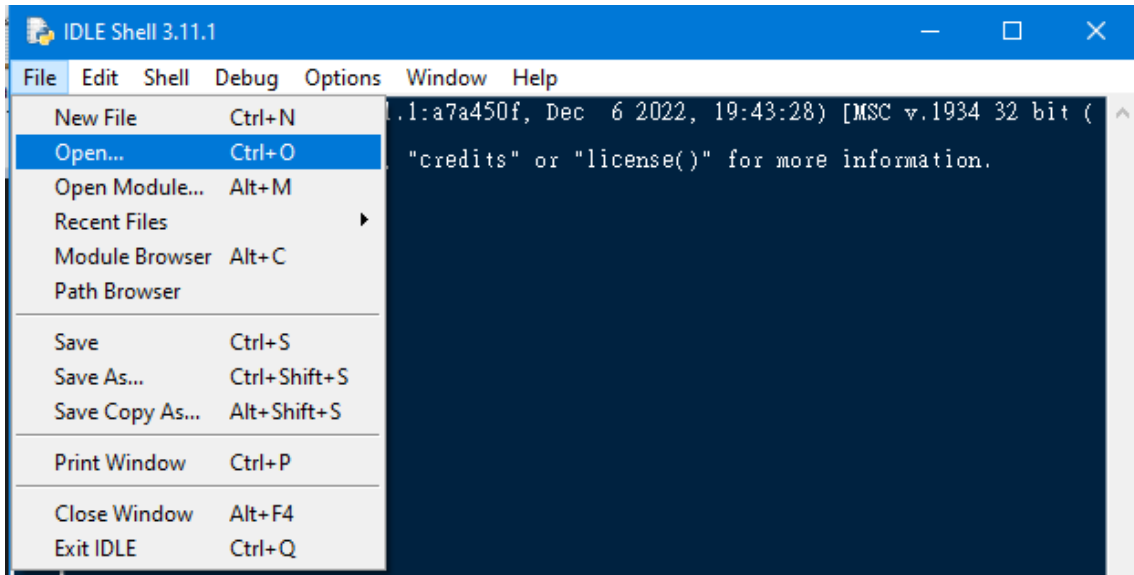 IDLE Shell 3.11.1
File Edit Shell Debug Options Window Help
New File Ctrl+N
Open... Ctrl+O
Open Module... Alt+M
Recent Files
Module Browser Alt+C
Path Browser
Save Ctrl+S
Save As... Ctrl+Shift+S
Save Copy As... Alt+Shift+S
Print Window Ctrl+P
Close Window Alt+F4
Exit IDLE Ctrl+Q
.1:a7a450f, Dec  6 2022, 19:43:28) [MSC v.1934 32 bit (
"credits" or "license()" for more information.